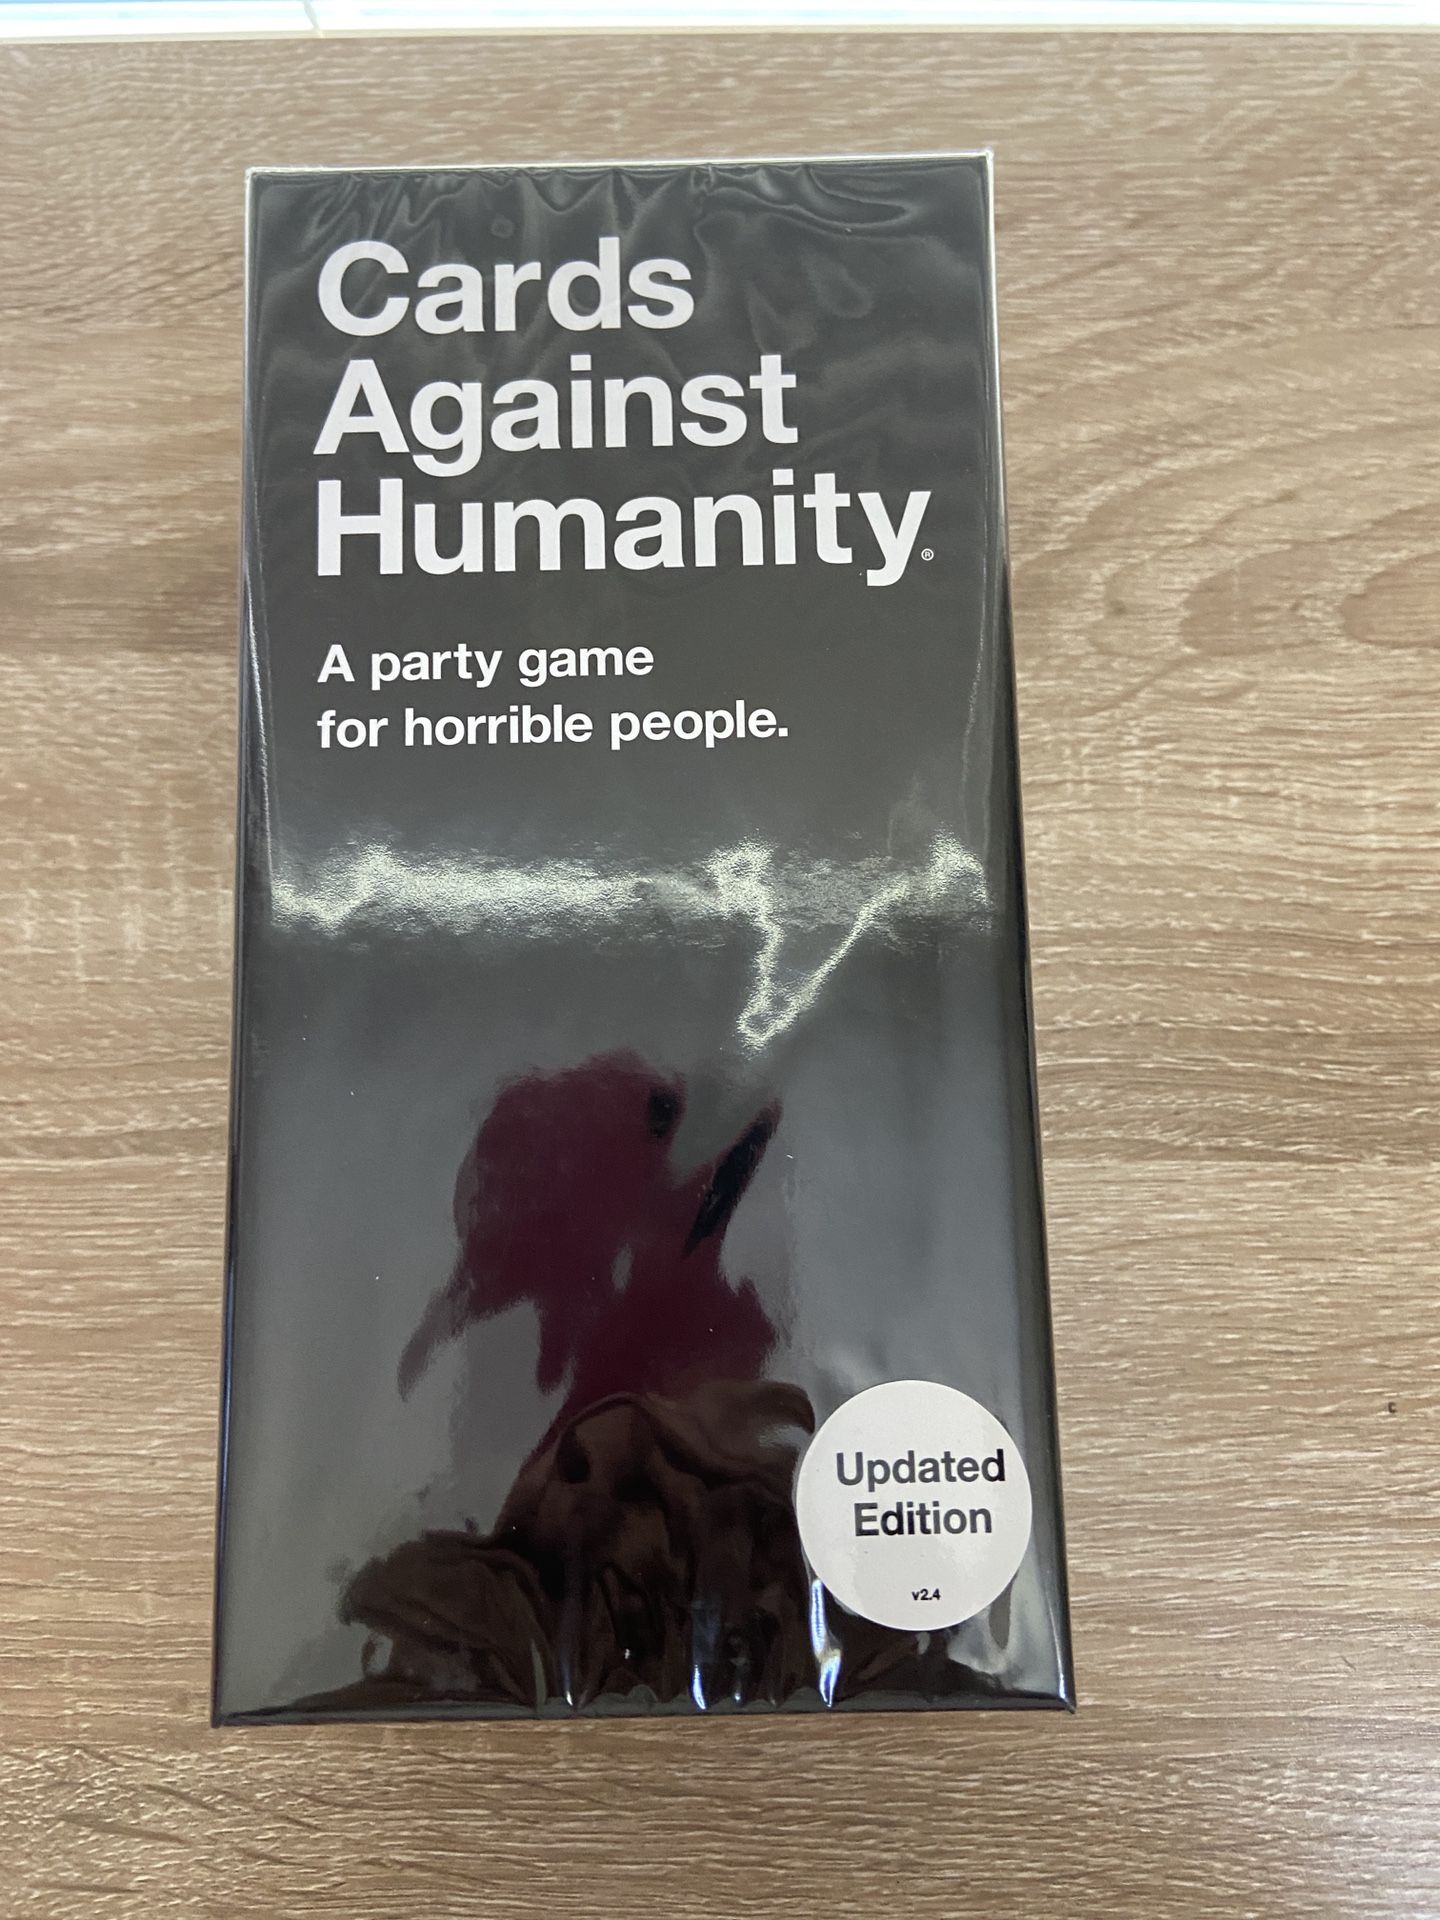 Cards
Against
Humanity®
A party game
for horrible people.
Updated
Edition
v2.4